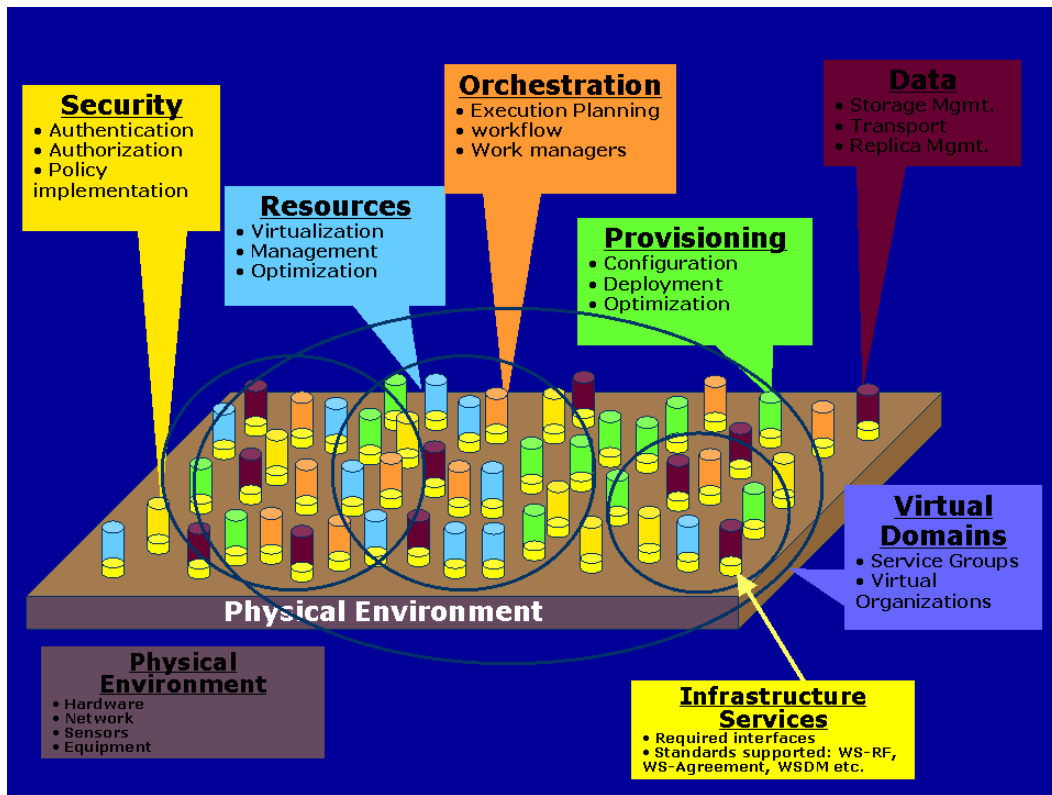 Security
• Authentication
• Authorization
• Policy
implementation
Resources
• Virtualization
• Management
• Optimization
Orchestration
• Execution Planning
• workflow
• Work managers
Provisioning
• Configuration
• Deployment
• Optimization
Data
• Storage Mgmt.
• Transport
• Replica Mgmt.
Virtual
Domains
• Service Groups
• Virtual
Organizations
Physical Environment
Physical
Environment
• Hardware
• Network
• Sensors
• Equipment
Infrastructure
Services
• Required interfaces
• Standards supported: WS-RF,
WS-Agreement, WSDM etc.